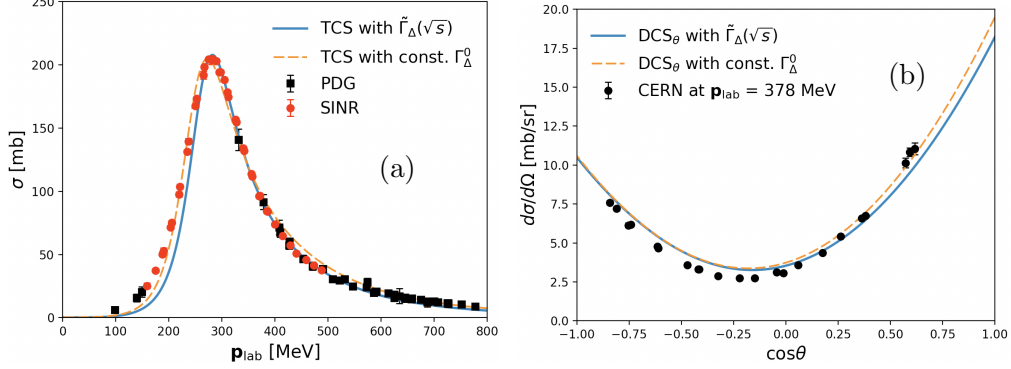 250
200
150
100
50
0
σ [mb]
0 100 200 300 400 500 600 700 800
p_lab [MeV]
TCS with Γ̃_Δ(√s)
TCS with const. Γ⁰_Δ
PDG
SINR
(a)
20.0
17.5
15.0
12.5
10.0
7.5
5.0
2.5
0.0
dσ/dΩ [mb/sr]
−1.00 −0.75 −0.50 −0.25 0.00 0.25 0.50 0.75 1.00
cosθ
DCS_θ with Γ̃_Δ(√s)
DCS_θ with const. Γ⁰_Δ
CERN at p_lab = 378 MeV
(b)